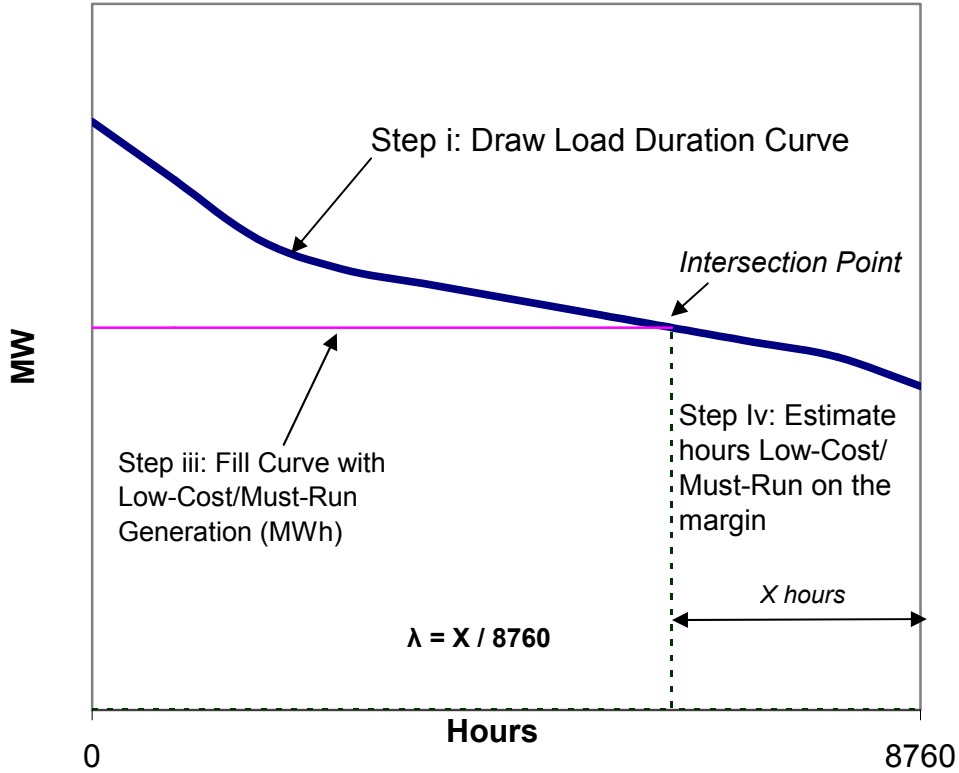 Step i: Draw Load Duration Curve
Intersection Point
MW
Step Iv: Estimate
hours Low-Cost/
Must-Run on the
margin
Step iii: Fill Curve with
Low-Cost/Must-Run
Generation (MWh)
X hours
λ = X / 8760
Hours
0
8760